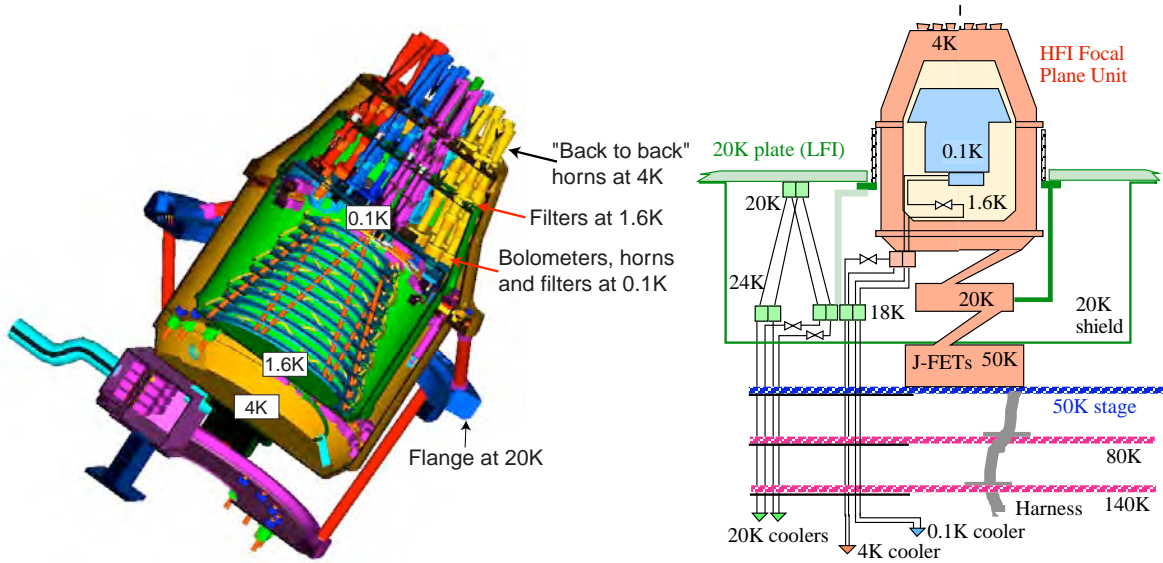 "Back to back"
horns at 4K
Filters at 1.6K
0.1K
Bolometers, horns
and filters at 0.1K
1.6K
4K
Flange at 20K
4K
HFI Focal
Plane Unit
20K plate (LFI)
0.1K
20K
1.6K
24K
18K
20K
20K
shield
J-FETs 50K
50K stage
80K
140K
Harness
20K coolers
0.1K cooler
4K cooler